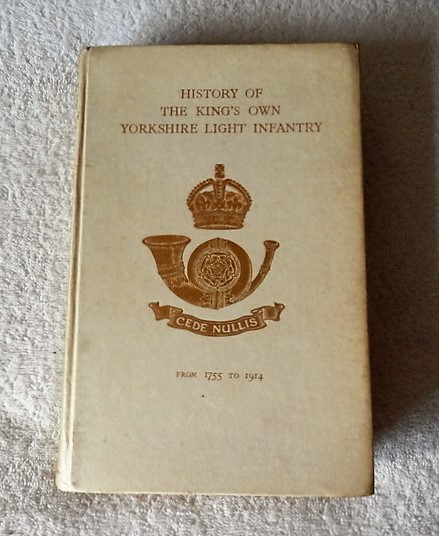 HISTORY OF
THE KING'S OWN
YORKSHIRE LIGHT INFANTRY
CEDE NULLIS
FROM 1755 TO 1914